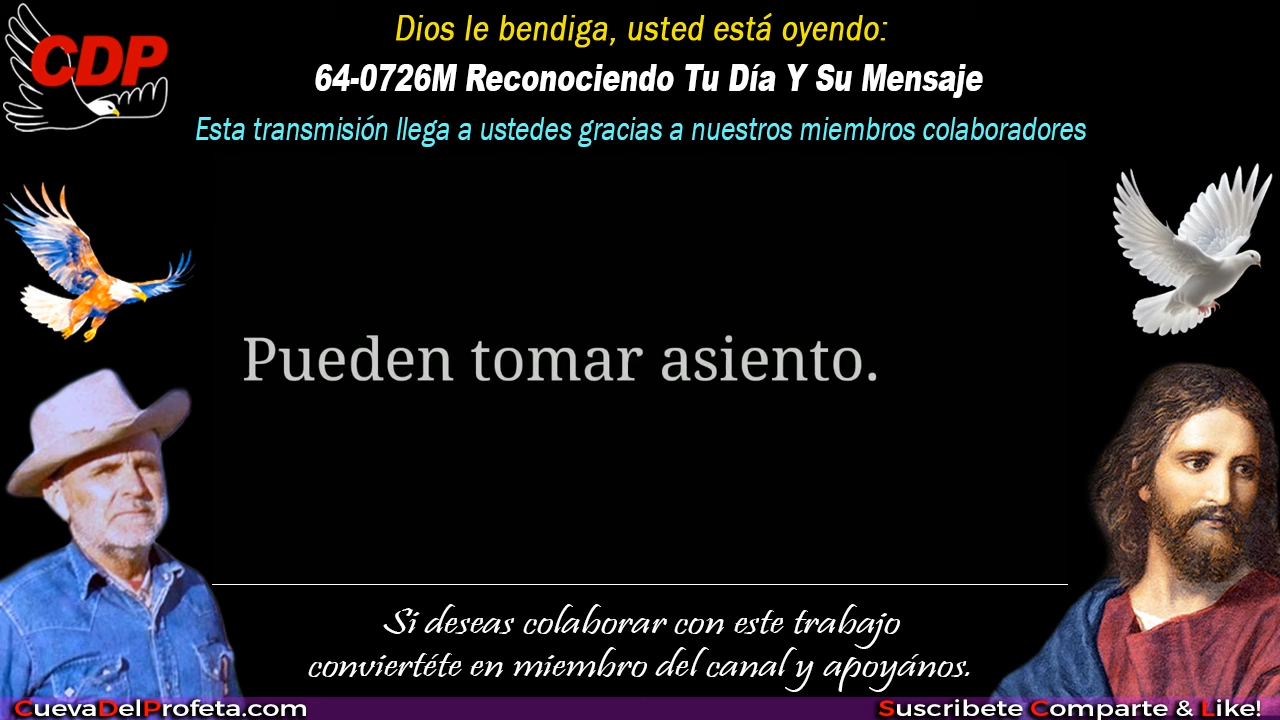 CDP
Dios le bendiga, usted está oyendo:
64-0726M Reconociendo Tu Día Y Su Mensaje
Esta transmisión llega a ustedes gracias a nuestros miembros colaboradores
Pueden tomar asiento.
Si deseas colaborar con este trabajo
conviertéte en miembro del canal y apoyános.
CuevaDelProfeta.com
Suscribete Comparte & Like!